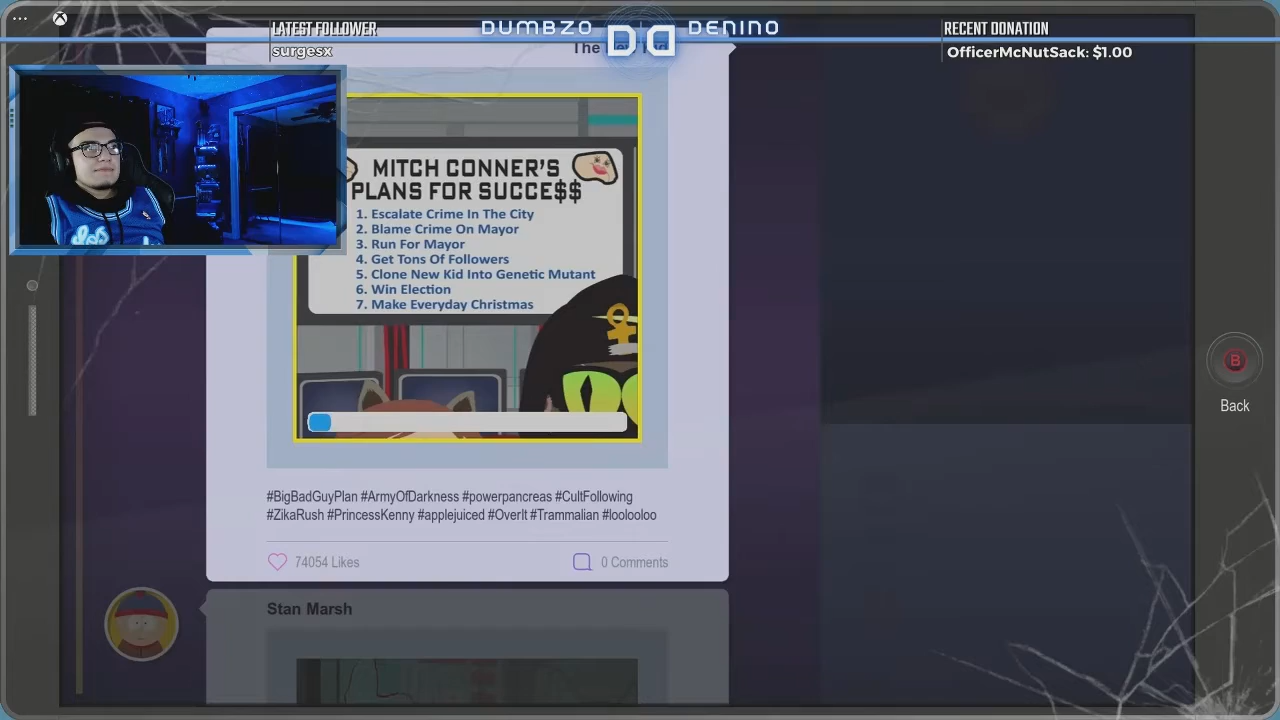 LATEST FOLLOWER
surgesx
DUMBZO
DD
DENINO
RECENT DONATION
OfficerMcNutSack: $1.00
MITCH CONNER'S
PLANS FOR SUCCE$$
1. Escalate Crime In The City
2. Blame Crime On Mayor
3. Run For Mayor
4. Get Tons Of Followers
5. Clone New Kid Into Genetic Mutant
6. Win Election
7. Make Everyday Christmas
B
Back
#BigBadGuyPlan #ArmyOfDarkness #powerpancreas #CultFollowing
#ZikaRush #PrincessKenny #applejuiced #OverIt #Trammalian #loolooloo
74054 Likes
0 Comments
Stan Marsh